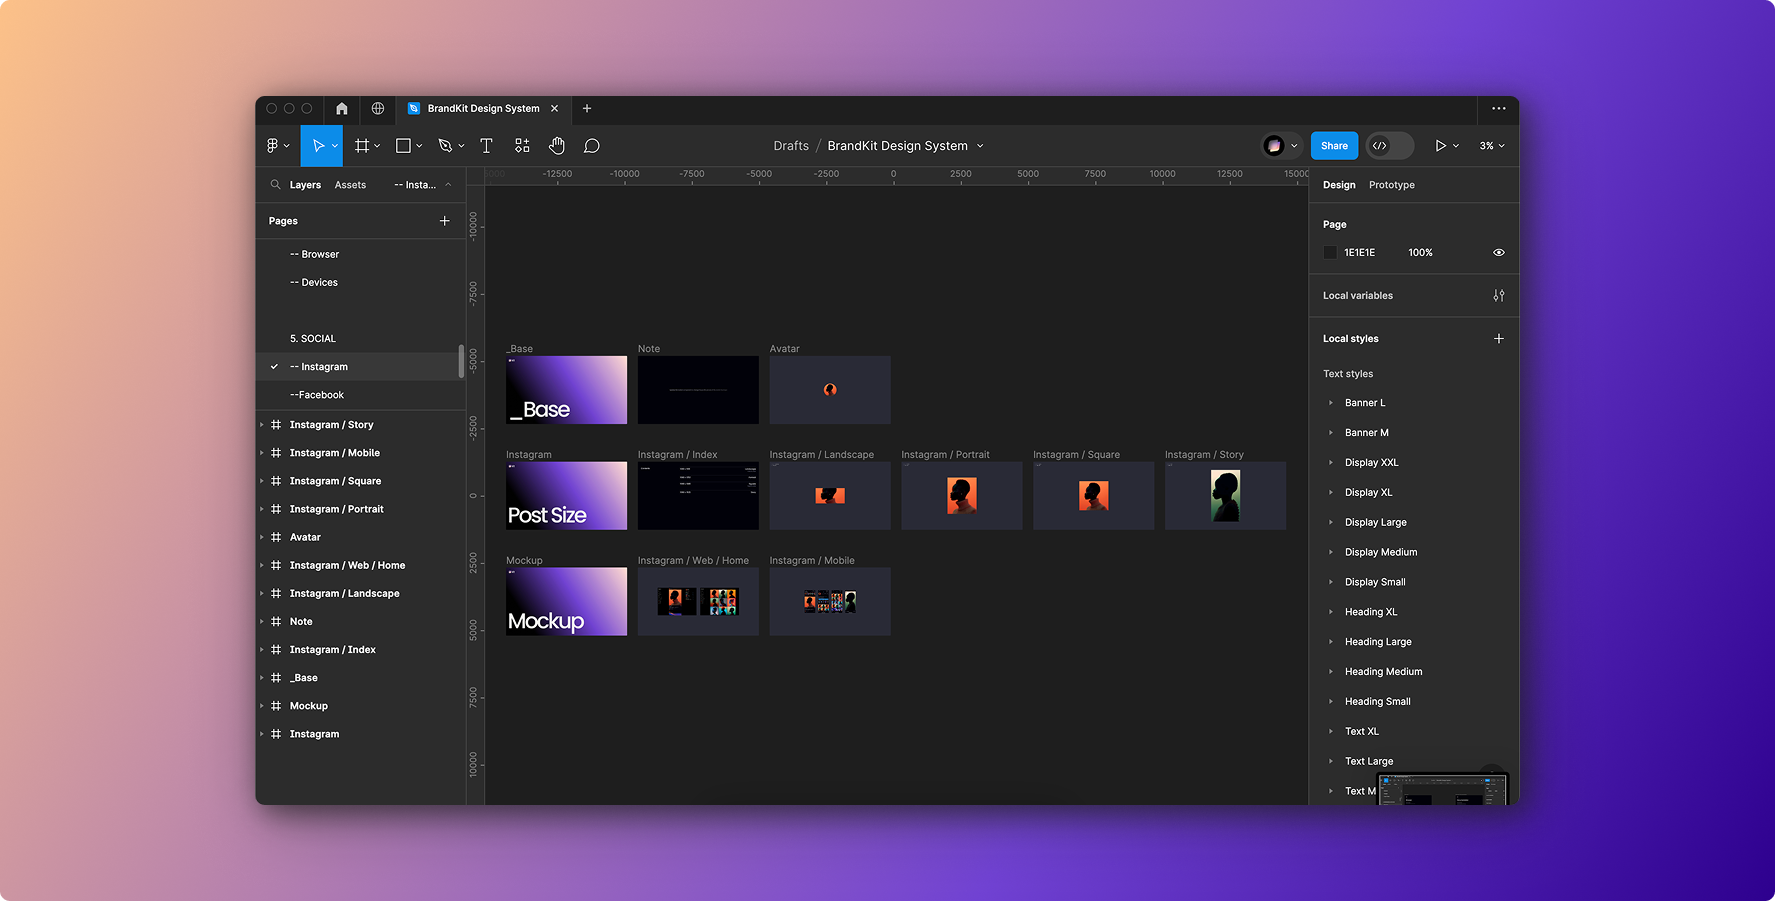 BrandKit Design System
Drafts / BrandKit Design System
Share
3%
Layers
Assets
-- Insta...
Pages
-- Browser
-- Devices
5. SOCIAL
-- Instagram
--Facebook
Instagram / Story
Instagram / Mobile
Instagram / Square
Instagram / Portrait
Avatar
Instagram / Web / Home
Instagram / Landscape
Note
Instagram / Index
_Base
Mockup
Instagram
-12500 -10000 -7500 -5000 -2500 0 2500 5000 7500 10000 12500 15000
-10000
-7500
-5000
-2500
0
2500
5000
7500
10000
_Base
Note
Avatar
_Base
Instagram
Instagram / Index
Instagram / Landscape
Instagram / Portrait
Instagram / Square
Instagram / Story
Post Size
Mockup
Instagram / Web / Home
Instagram / Mobile
Mockup
Design
Prototype
Page
1E1E1E
100%
Local variables
Local styles
Text styles
Banner L
Banner M
Display XXL
Display XL
Display Large
Display Medium
Display Small
Heading XL
Heading Large
Heading Medium
Heading Small
Text XL
Text Large
Text M